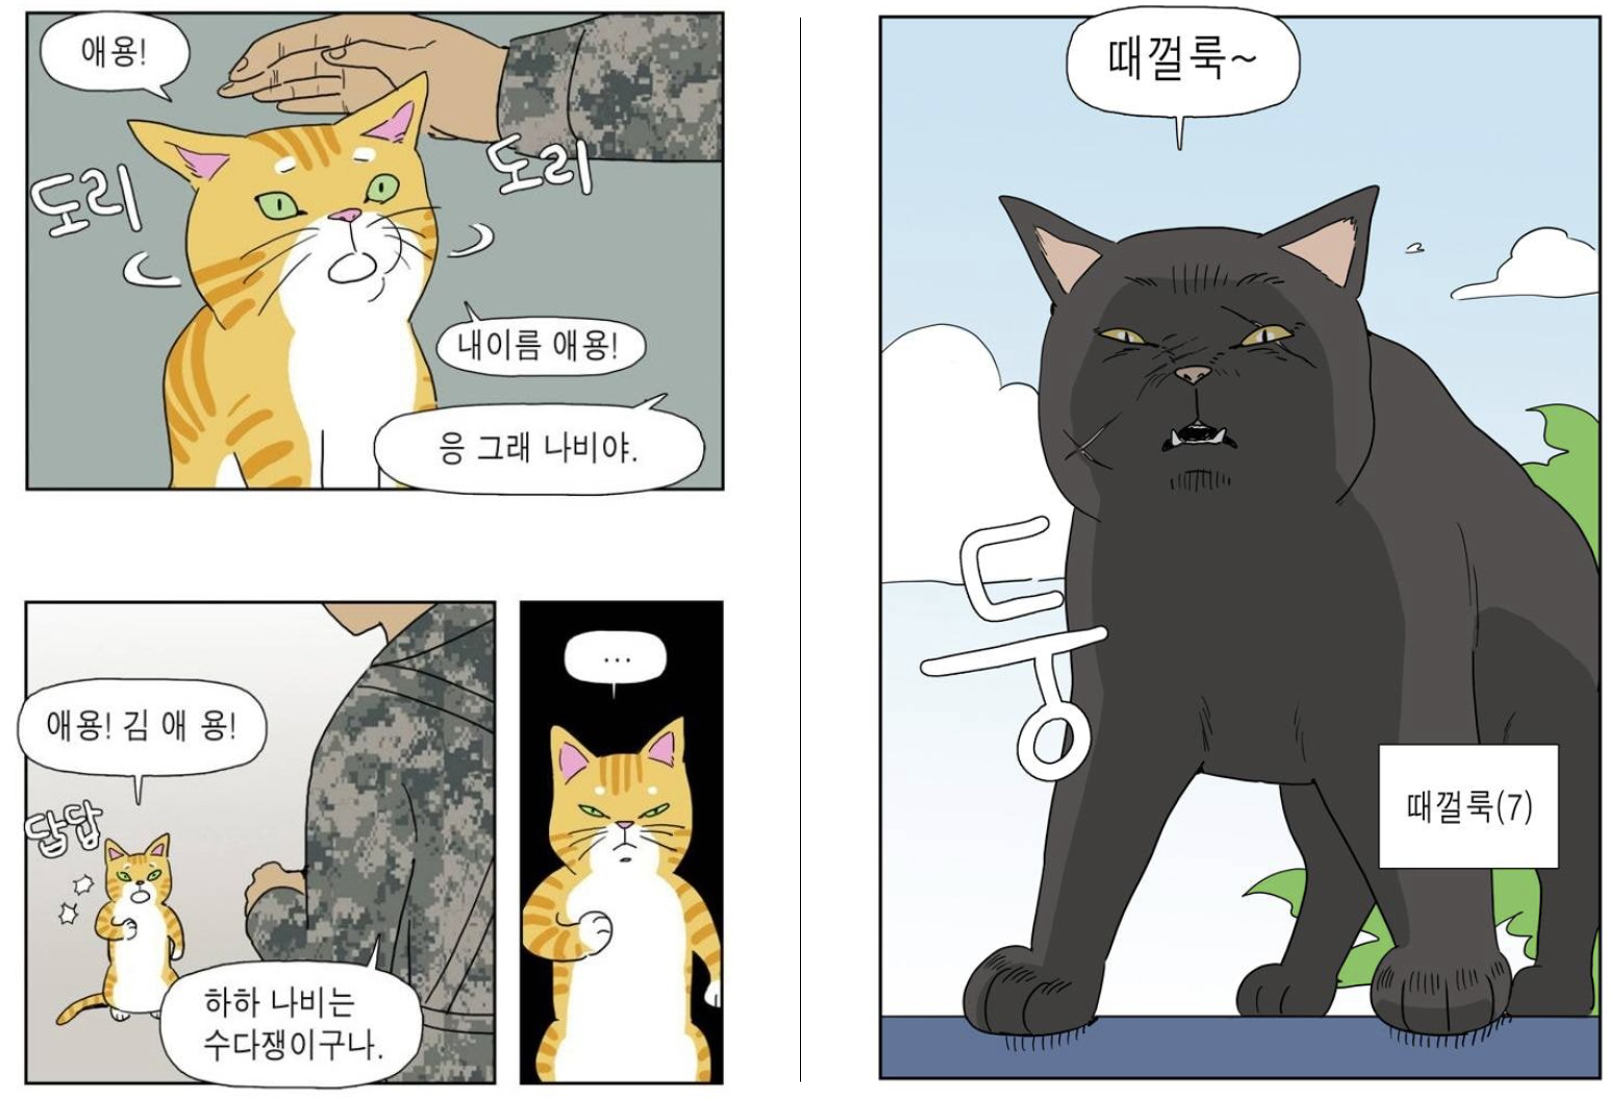 애용!
도리
도리
내이름 애용!
응 그래 나비야.
애용! 김 애 용!
답답
하하 나비는
수다쟁이구나.
...
때껄룩~
두웅
때껄룩(7)